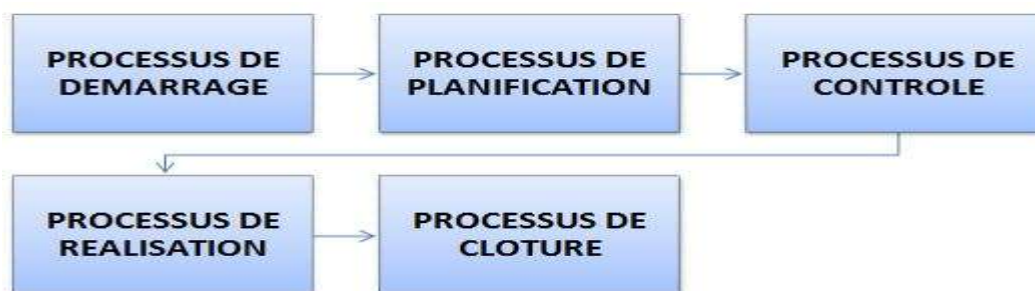 PROCESSUS DE
DEMARRAGE
PROCESSUS DE
PLANIFICATION
PROCESSUS DE
CONTROLE
PROCESSUS DE
REALISATION
PROCESSUS DE
CLOTURE